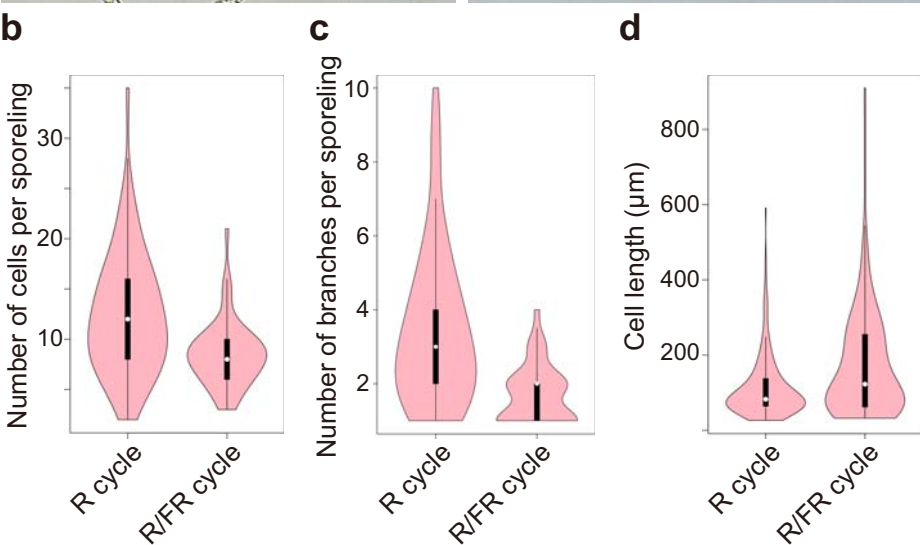 b
c
d
Number of cells per sporeling
30
20
10
R cycle
R/FR cycle
Number of branches per sporeling
10
8
6
4
2
R cycle
R/FR cycle
Cell length (μm)
800
600
400
200
R cycle
R/FR cycle